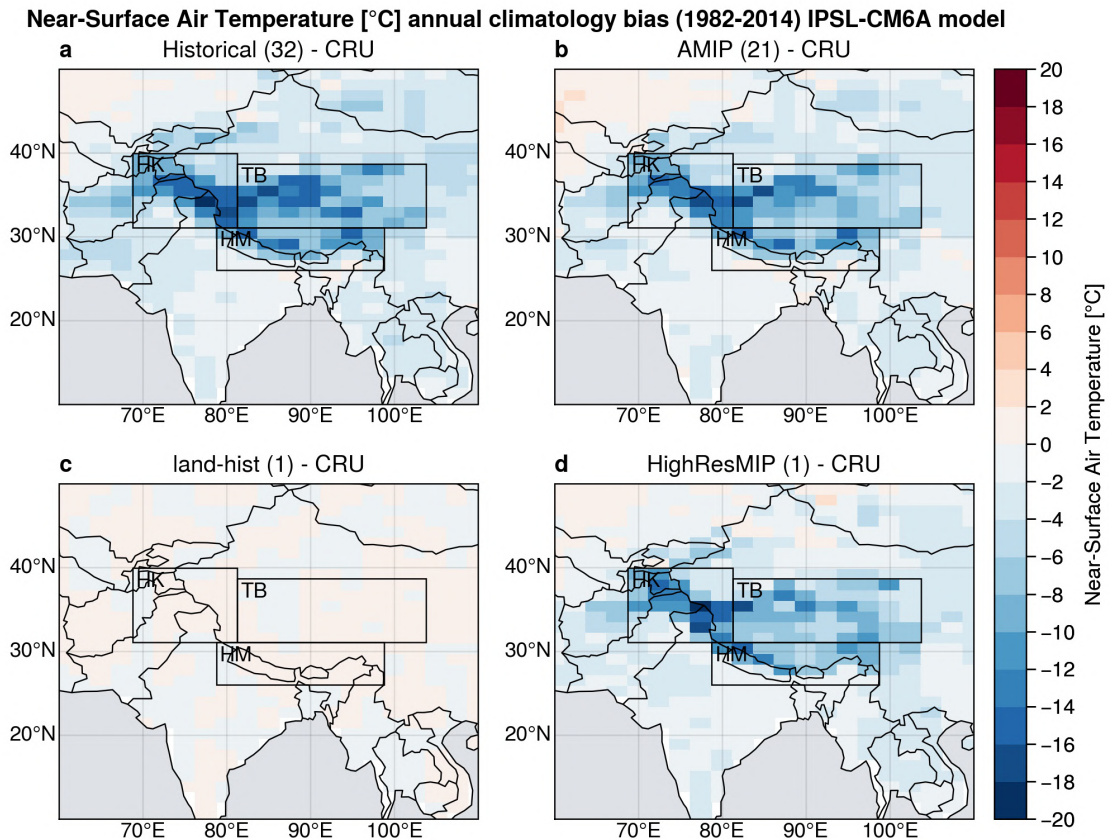 Near-Surface Air Temperature [°C] annual climatology bias (1982-2014) IPSL-CM6A model
a Historical (32) - CRU
b AMIP (21) - CRU
40°N
30°N
20°N
HK
TB
HM
70°E 80°E 90°E 100°E
40°N
30°N
20°N
HK
TB
HM
70°E 80°E 90°E 100°E
c land-hist (1) - CRU
d HighResMIP (1) - CRU
40°N
30°N
20°N
HK
TB
HM
70°E 80°E 90°E 100°E
40°N
30°N
20°N
HK
TB
HM
70°E 80°E 90°E 100°E
20
18
16
14
12
10
8
6
4
2
0
−2
−4
−6
−8
−10
−12
−14
−16
−18
−20
Near-Surface Air Temperature [°C]